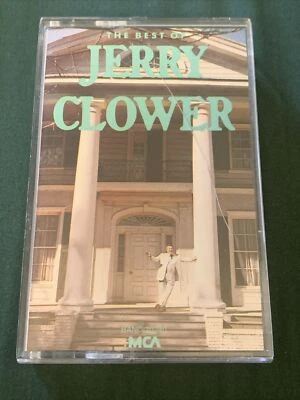 THE BEST OF
JERRY
CLOWER
MCA